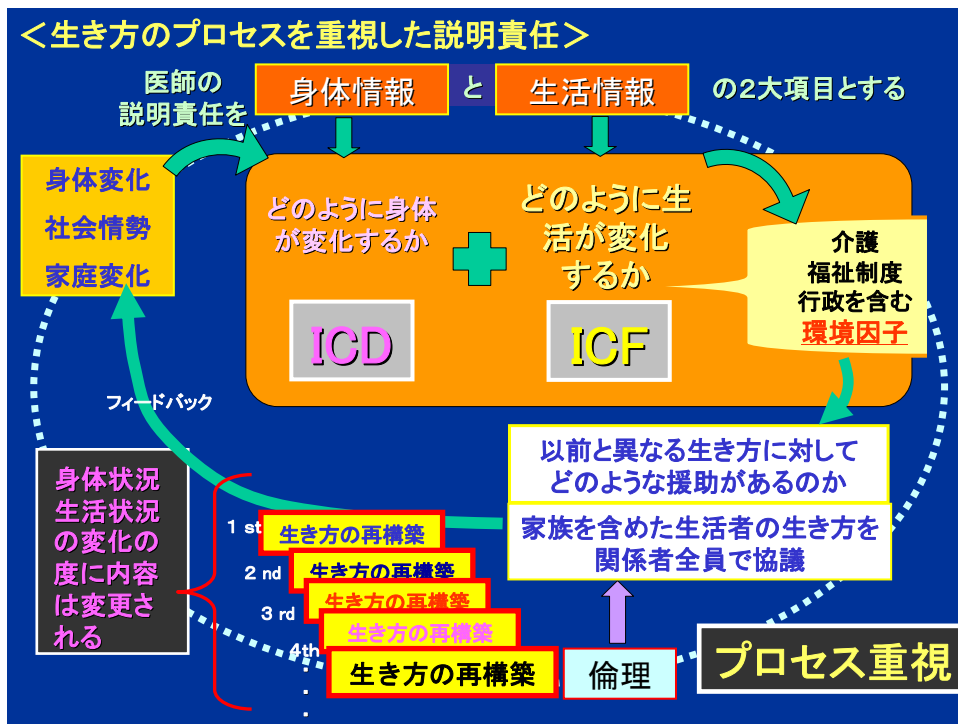 ＜生き方のプロセスを重視した説明責任＞
医師の
説明責任を
身体情報
と
生活情報
の２大項目とする
身体変化
社会情勢
家庭変化
どのように身体
が変化するか
どのように生
活が変化
するか
ICD
ICF
介護
福祉制度
行政を含む
環境因子
フィードバック
以前と異なる生き方に対して
どのような援助があるのか
家族を含めた生活者の生き方を
関係者全員で協議
身体状況
生活状況
の変化の
度に内容
は変更さ
れる
１st
生き方の再構築
２nd
生き方の再構築
３rd
生き方の再構築
4th
生き方の再構築
生き方の再構築
倫理
プロセス重視